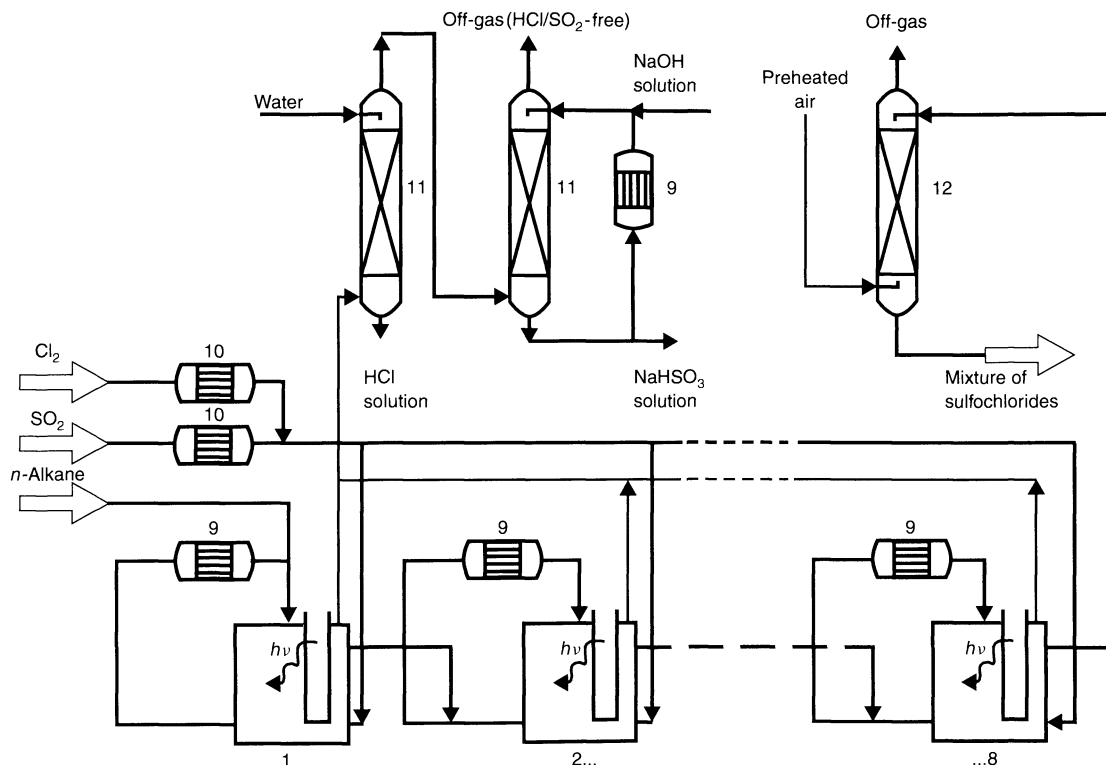 Off-gas (HCl/SO₂-free)
Off-gas
NaOH
solution
Preheated
air
Water
11
11
9
12
Cl₂
10
HCl
solution
NaHSO₃
solution
Mixture of
sulfochlorides
SO₂
10
n-Alkane
9
9
9
hν
hν
hν
1
2...
...8